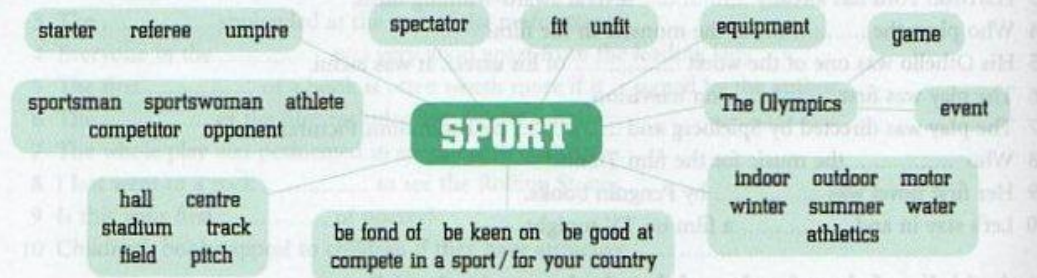 starter referee umpire
spectator
fit unfit
equipment
game
sportsman sportswoman athlete
competitor opponent
SPORT
The Olympics
event
hall centre
stadium track
field pitch
be fond of be keen on be good at
compete in a sport / for your country
indoor outdoor motor
winter summer water
athletics